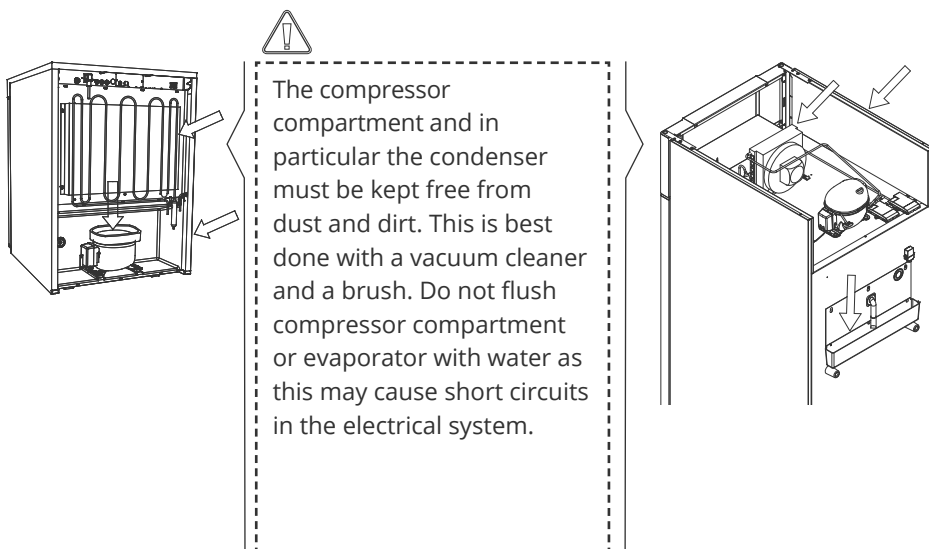 The compressor
compartment and in
particular the condenser
must be kept free from
dust and dirt. This is best
done with a vacuum cleaner
and a brush. Do not flush
compressor compartment
or evaporator with water as
this may cause short circuits
in the electrical system.